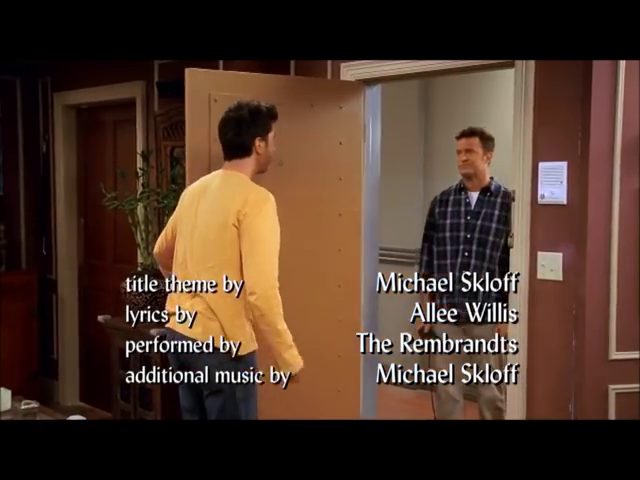 title theme by Michael Skloff
lyrics by Allee Willis
performed by The Rembrandts
additional music by Michael Skloff